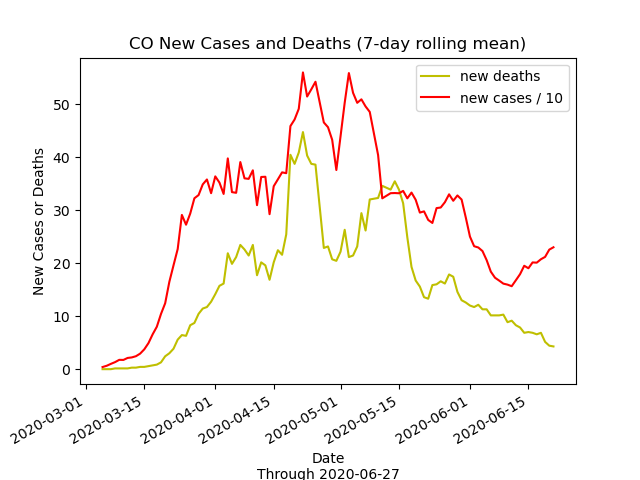 CO New Cases and Deaths (7-day rolling mean)
new deaths
new cases / 10
New Cases or Deaths
50
40
30
20
10
0
2020-03-01
2020-03-15
2020-04-01
2020-04-15
2020-05-01
2020-05-15
2020-06-01
2020-06-15
Date
Through 2020-06-27